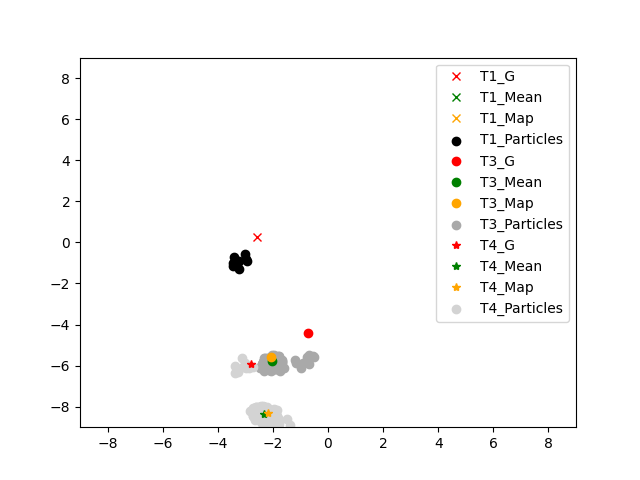 8
6
4
2
0
−2
−4
−6
−8
−8 −6 −4 −2 0 2 4 6 8
T1_G
T1_Mean
T1_Map
T1_Particles
T3_G
T3_Mean
T3_Map
T3_Particles
T4_G
T4_Mean
T4_Map
T4_Particles